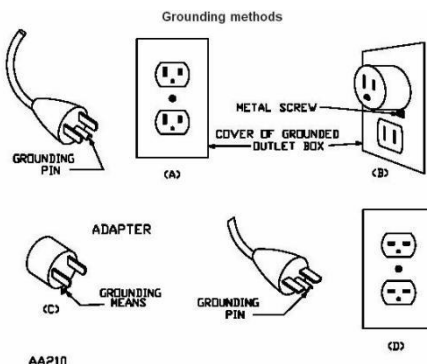 Grounding methods
METAL SCREW
GROUNDING
PIN
COVER OF GROUNDED
OUTLET BOX
(A)
(B)
ADAPTER
GROUNDING
MEANS
(C)
GROUNDING
PIN
(D)
AA210